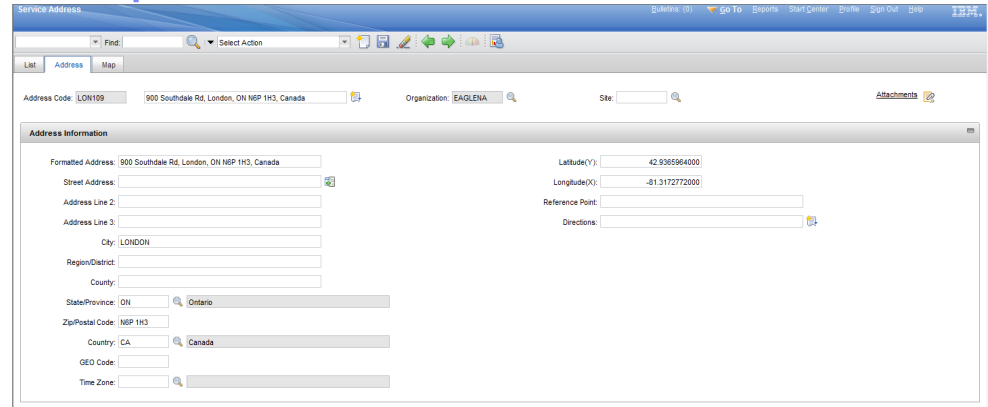 Service Address Bulletins: (0) Go To Reports Start Center Profile Sign Out Help IBM.
Find: Select Action
List Address Map
Address Code: LON109 900 Southdale Rd, London, ON N6P 1H3, Canada Organization: EAGLENA Site: Attachments
Address Information
Formatted Address: 900 Southdale Rd, London, ON N6P 1H3, Canada Latitude(Y): 42.9365964000
Street Address: Longitude(X): -81.3172772000
Address Line 2: Reference Point:
Address Line 3: Directions:
City: LONDON
Region/District:
County:
State/Province: ON Ontario
Zip/Postal Code: N6P 1H3
Country: CA Canada
GEO Code:
Time Zone: